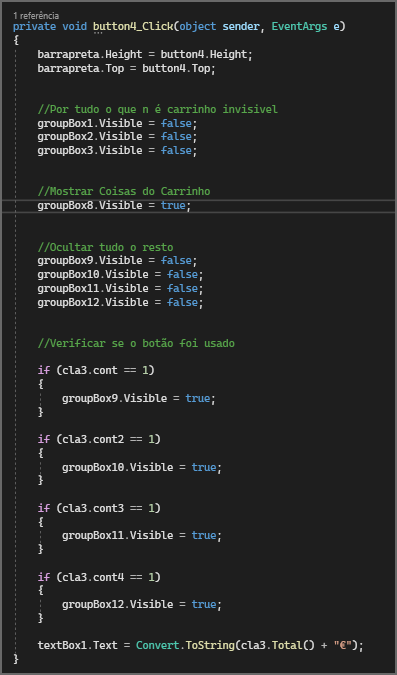 1 referência
private void button4_Click(object sender, EventArgs e)
{
barrapreta.Height = button4.Height;
barrapreta.Top = button4.Top;
//Por tudo o que n é carrinho invisivel
groupBox1.Visible = false;
groupBox2.Visible = false;
groupBox3.Visible = false;
//Mostrar Coisas do Carrinho
groupBox8.Visible = true;
//Ocultar tudo o resto
groupBox9.Visible = false;
groupBox10.Visible = false;
groupBox11.Visible = false;
groupBox12.Visible = false;
//Verificar se o botão foi usado
if (cla3.cont == 1)
{
groupBox9.Visible = true;
}
if (cla3.cont2 == 1)
{
groupBox10.Visible = true;
}
if (cla3.cont3 == 1)
{
groupBox11.Visible = true;
}
if (cla3.cont4 == 1)
{
groupBox12.Visible = true;
}
textBox1.Text = Convert.ToString(cla3.Total() + "€");
}